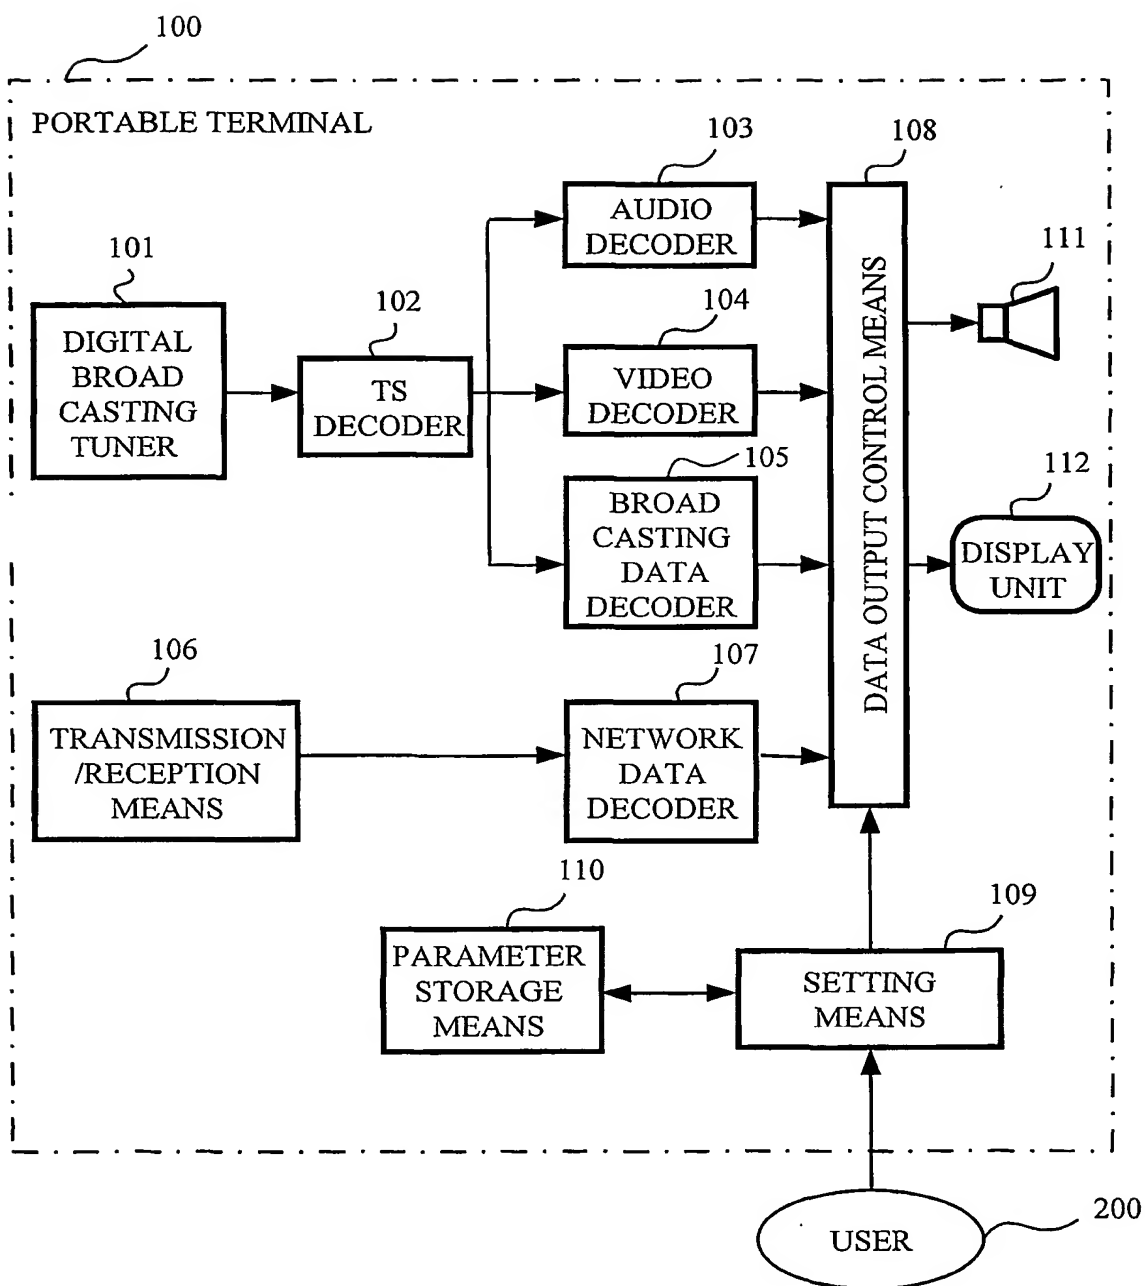 100
PORTABLE TERMINAL
103
AUDIO
DECODER
108
DATA OUTPUT CONTROL MEANS
111
101
DIGITAL
BROAD
CASTING
TUNER
102
TS
DECODER
104
VIDEO
DECODER
105
BROAD
CASTING
DATA
DECODER
112
DISPLAY
UNIT
106
TRANSMISSION
/RECEPTION
MEANS
107
NETWORK
DATA
DECODER
110
PARAMETER
STORAGE
MEANS
109
SETTING
MEANS
200
USER